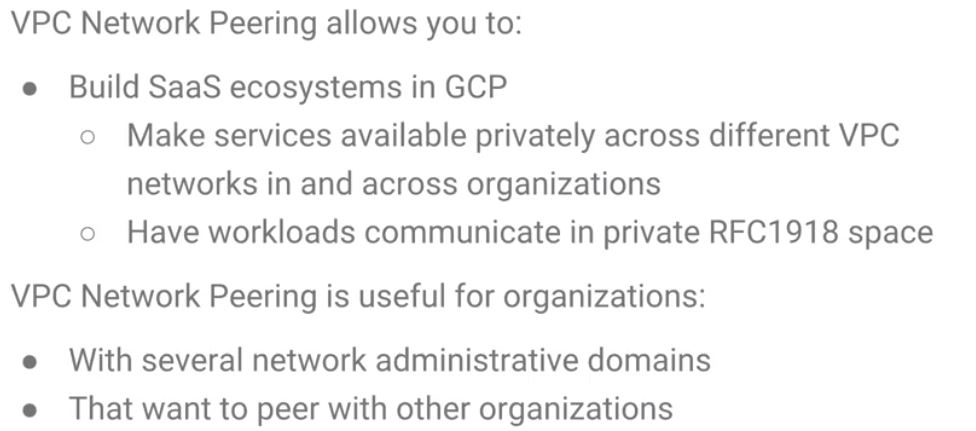 VPC Network Peering allows you to:
● Build SaaS ecosystems in GCP
○ Make services available privately across different VPC
networks in and across organizations
○ Have workloads communicate in private RFC1918 space
VPC Network Peering is useful for organizations:
● With several network administrative domains
● That want to peer with other organizations